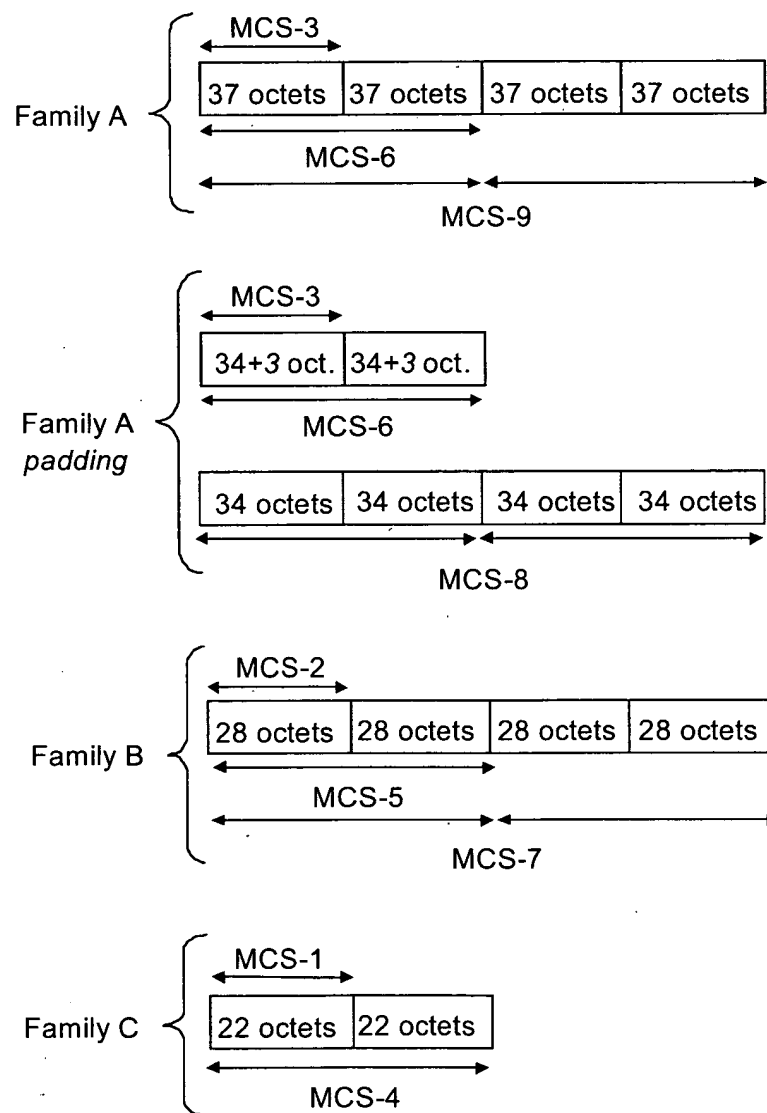 MCS-3
Family A
37 octets 37 octets 37 octets 37 octets
MCS-6
MCS-9
MCS-3
34+3 oct. 34+3 oct.
MCS-6
Family A
padding
34 octets 34 octets 34 octets 34 octets
MCS-8
MCS-2
28 octets 28 octets 28 octets 28 octets
Family B
MCS-5
MCS-7
MCS-1
Family C
22 octets 22 octets
MCS-4